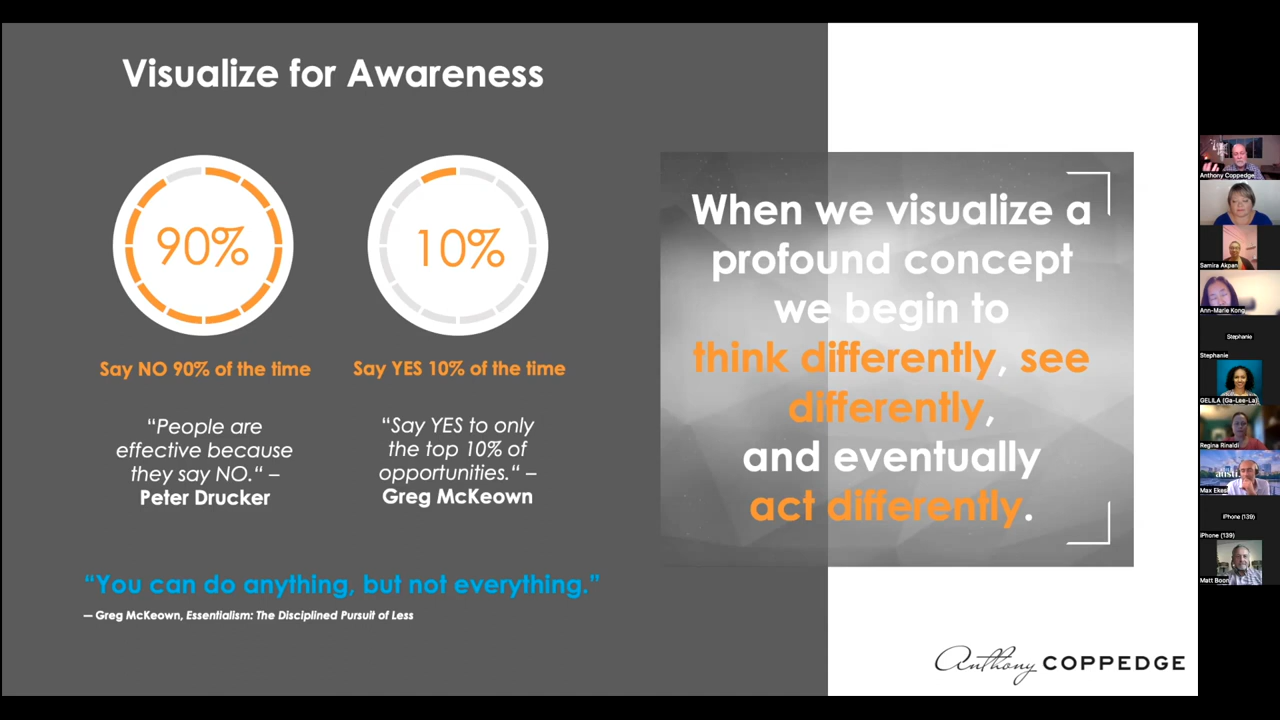 Visualize for Awareness
90%
10%
Say NO 90% of the time
Say YES 10% of the time
“People are
effective because
they say NO.“ –
Peter Drucker
“Say YES to only
the top 10% of
opportunities.“ –
Greg McKeown
“You can do anything, but not everything.”
— Greg McKeown, Essentialism: The Disciplined Pursuit of Less
When we visualize a
profound concept
we begin to
think differently, see
differently,
and eventually
act differently.
Anthony COPPEDGE
Anthony Coppedge
Samira Akpan
Ann-Marie Kong
Stephanie
Stephanie
GELILA (Ga-Lee-La)
Regina Rinaldi
austi
Max Ekes
iPhone (139)
iPhone (139)
Matt Boon